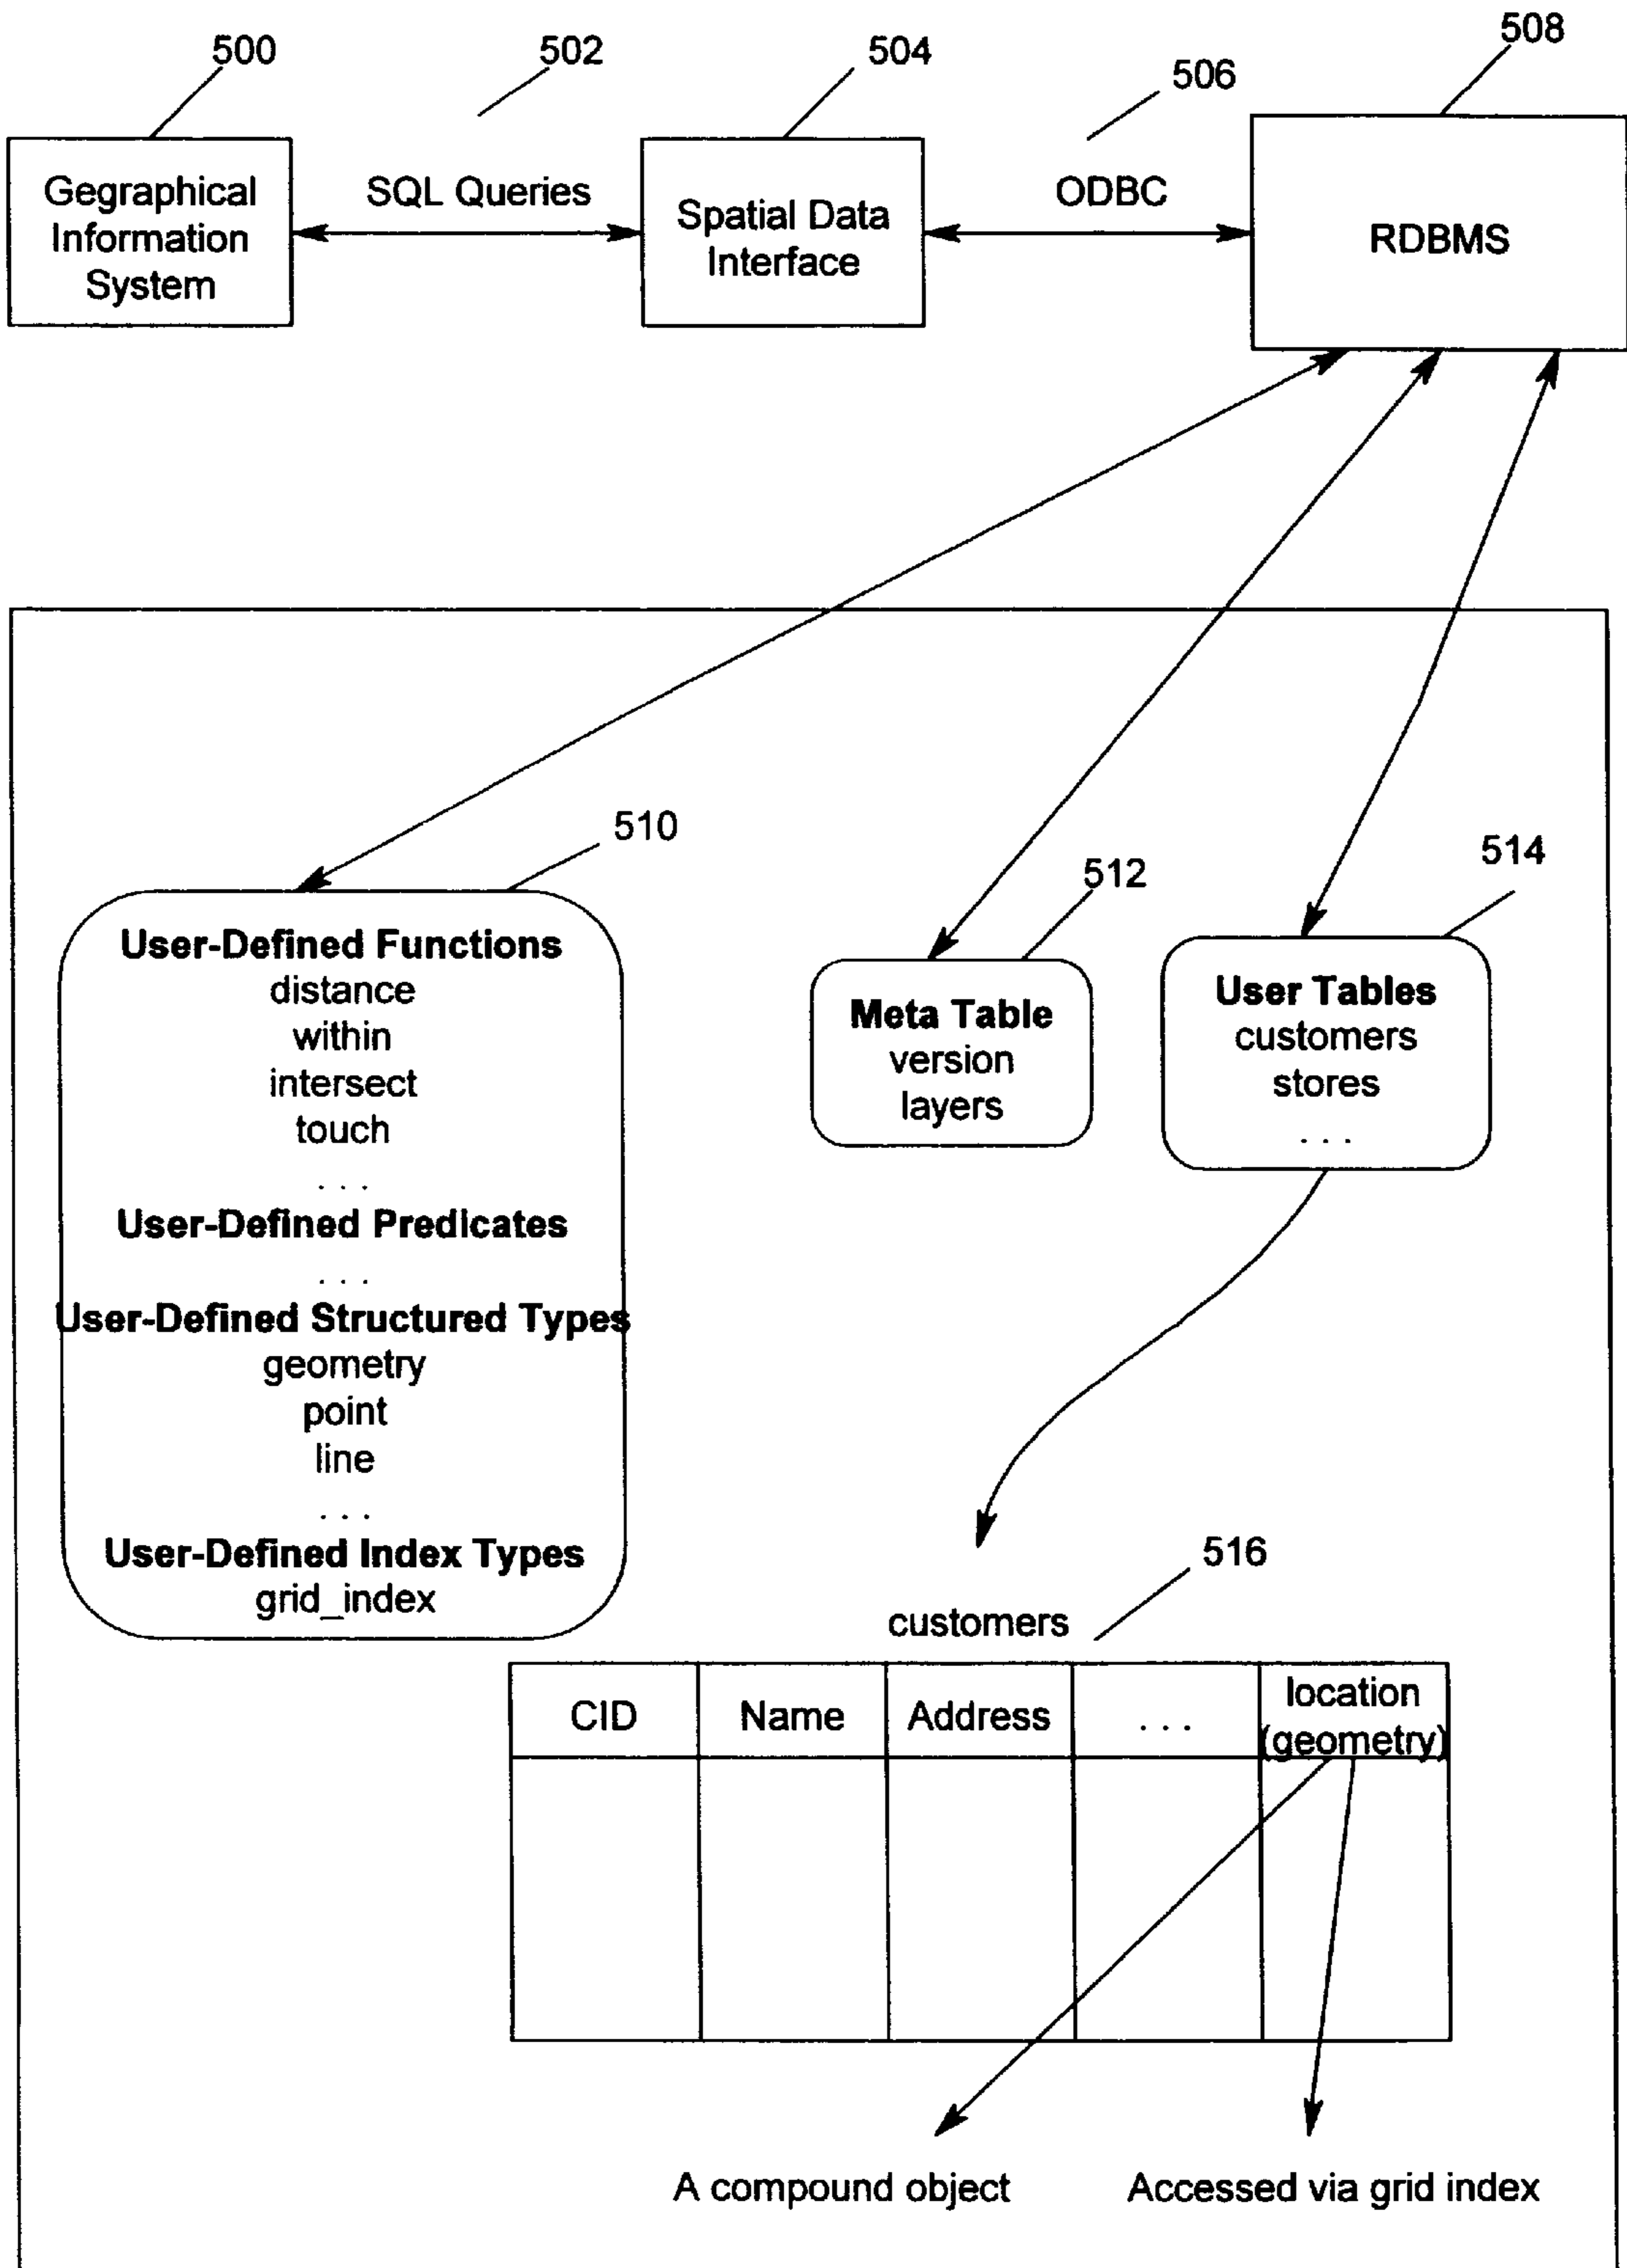 500
502
504
506
508
Gegraphical
Information
System
SQL Queries
Spatial Data
Interface
ODBC
RDBMS
510
512
514
User-Defined Functions
distance
within
intersect
touch
. . .
User-Defined Predicates
. . .
User-Defined Structured Types
geometry
point
line
. . .
User-Defined Index Types
grid_index
Meta Table
version
layers
User Tables
customers
stores
. . .
516
customers
CID
Name
Address
. . .
location
(geometry)
A compound object
Accessed via grid index